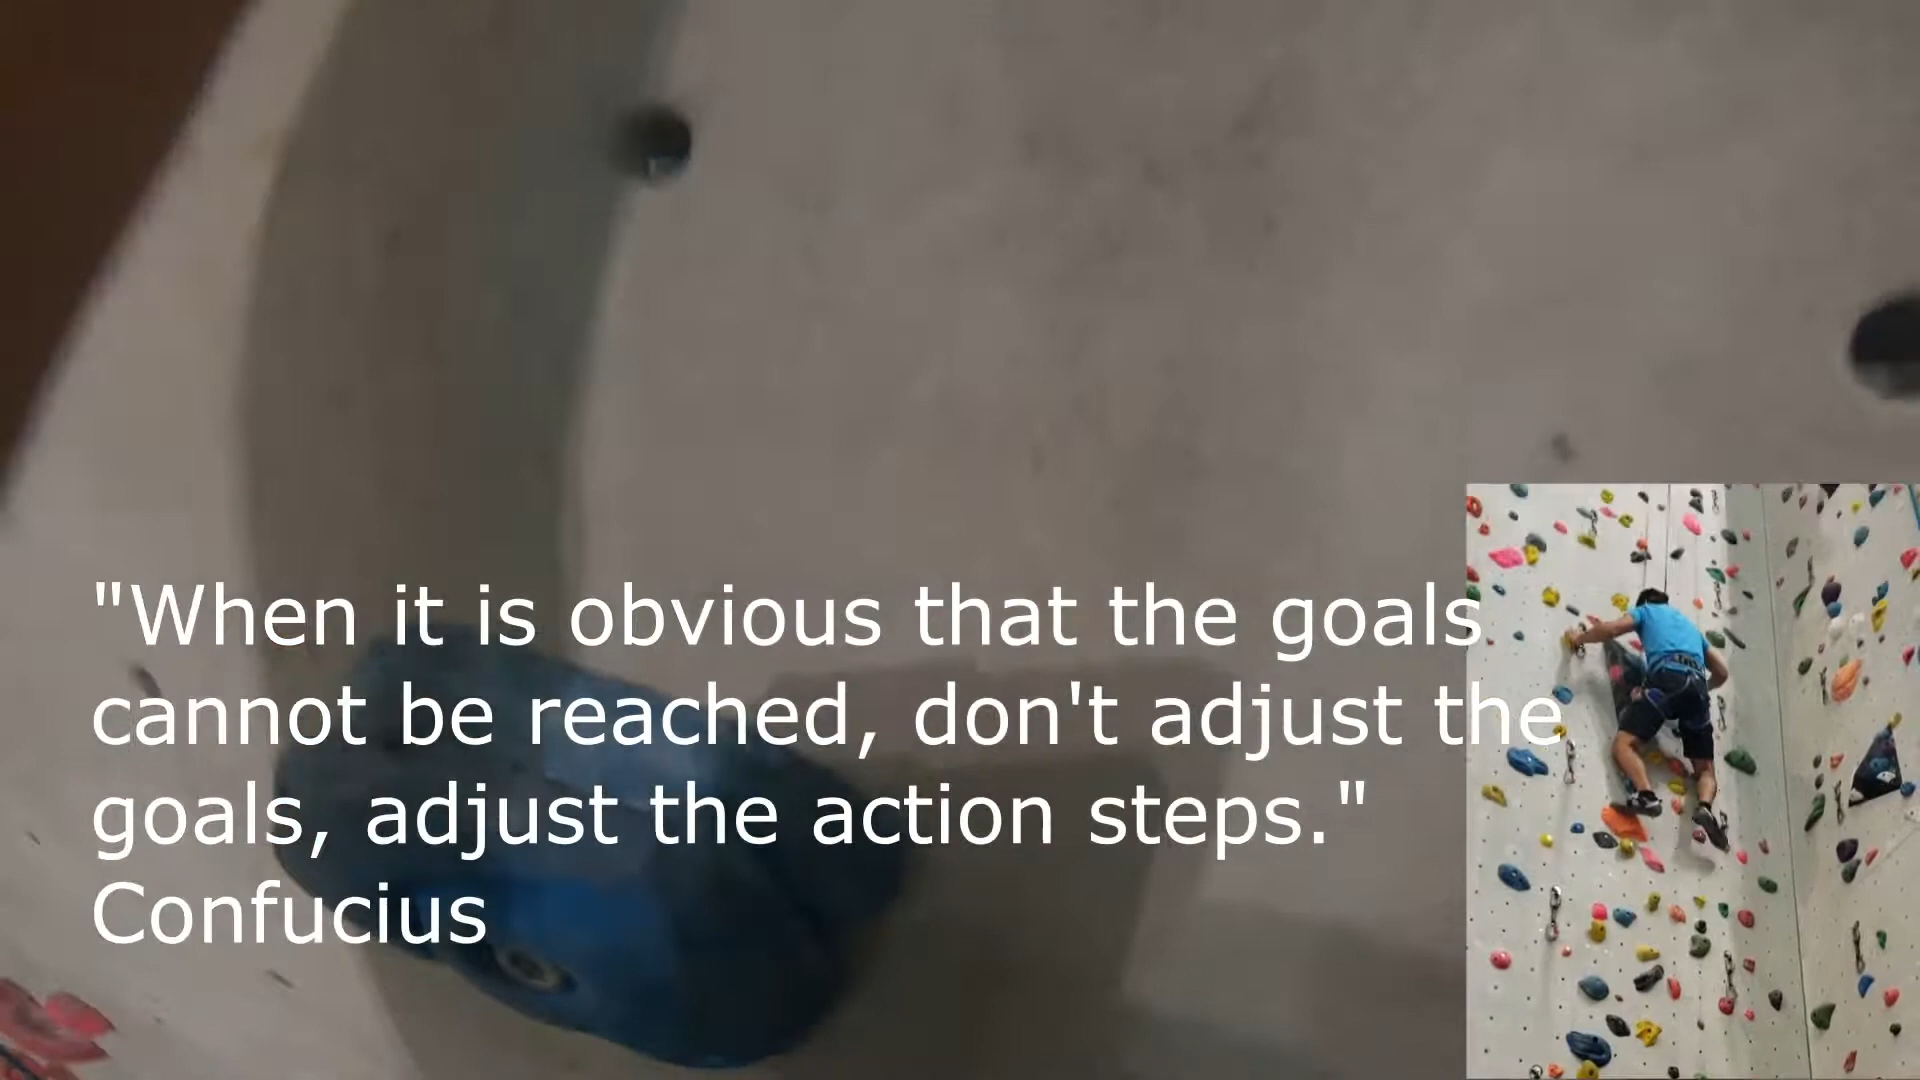 "When it is obvious that the goals
cannot be reached, don't adjust the
goals, adjust the action steps."
Confucius